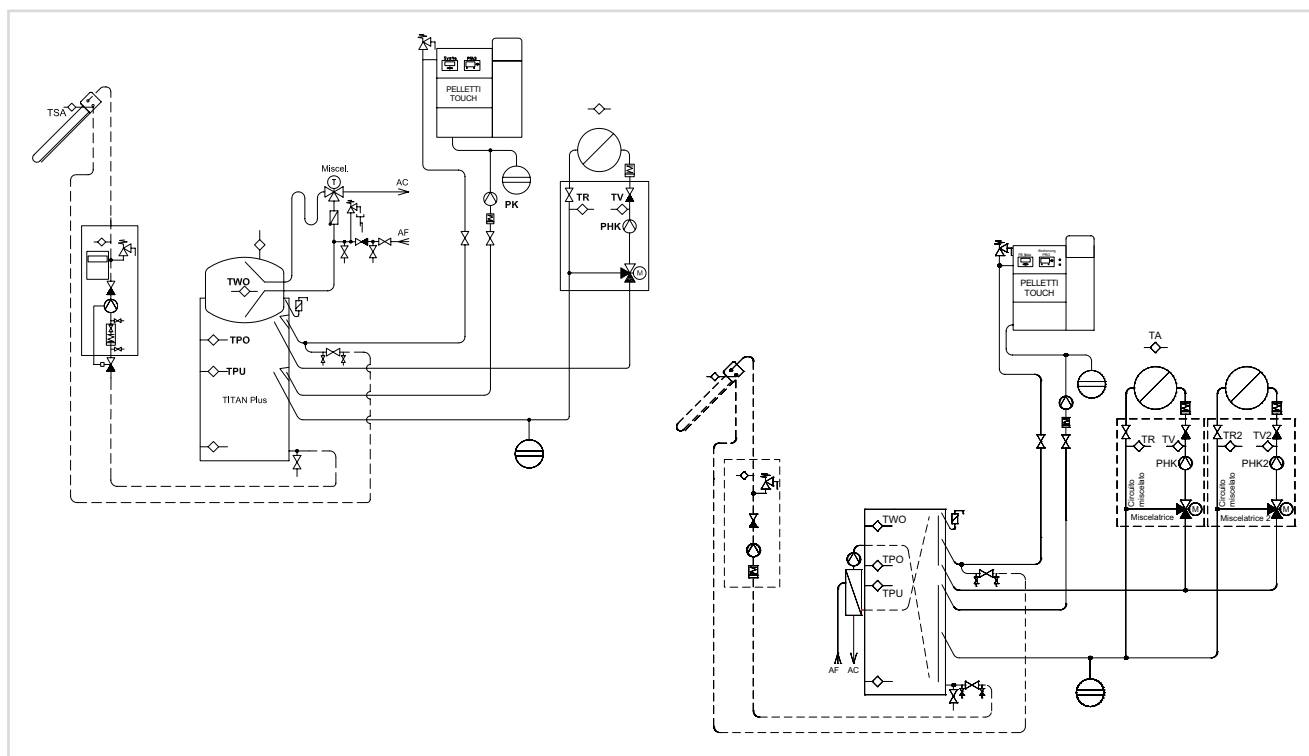 PELLETTI
TOUCH
TSA
Miscel.
T
AC
AF
PK
TR
TV
PHK
M
TWO
TPO
TPU
TITAN Plus
PELLETTI
TOUCH
TA
TR
TV
PHK
Circuito
miscelato
Miscelatrice
M
TR2
TV2
PHK2
Circuito
miscelato
Miscelatrice 2
M
TWO
TPO
TPU
AF
AC